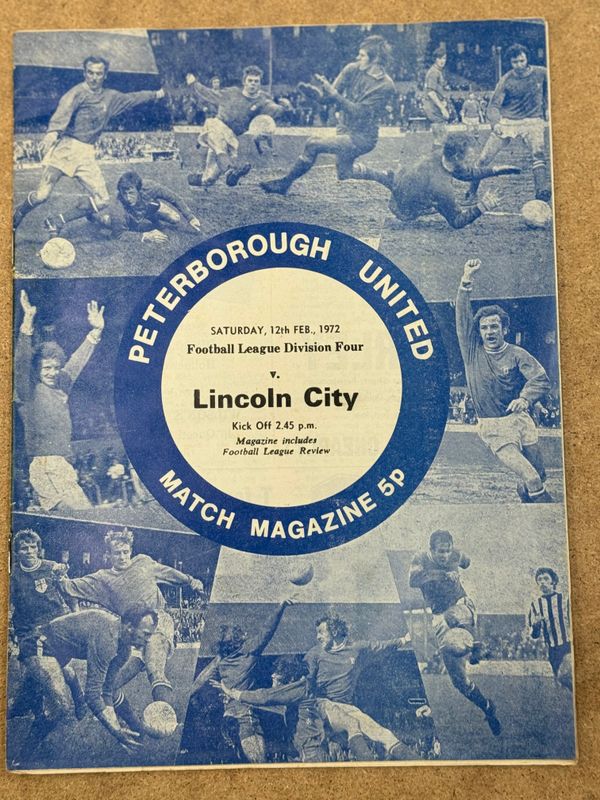 PETERBOROUGH UNITED
SATURDAY, 12th FEB., 1972
Football League Division Four
v.
Lincoln City
Kick Off 2.45 p.m.
Magazine includes
Football League Review
MATCH MAGAZINE 5p